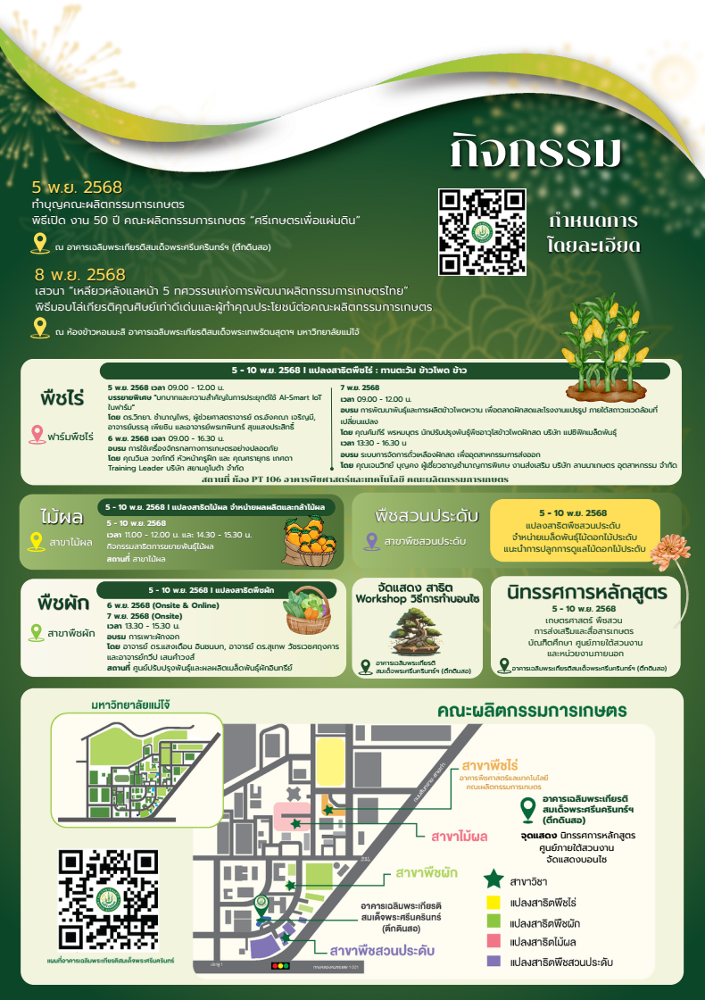 กิจกรรม
5 พ.ย. 2568
ทำบุญคณะผลิตกรรมการเกษตร
พิธีเปิด งาน 50 ปี คณะผลิตกรรมการเกษตร “ศรีเกษตรเพื่อแผ่นดิน”
ณ อาคารเฉลิมพระเกียรติสมเด็จพระศรีนครินทร์ฯ (ตึกดินสอ)
กำหนดการ
โดยละเอียด
8 พ.ย. 2568
เสวนา “เหลียวหลังแลหน้า 5 ทศวรรษแห่งการพัฒนาผลิตกรรมการเกษตรไทย”
พิธีมอบโล่เกียรติคุณศิษย์เก่าดีเด่นและผู้ทำคุณประโยชน์ต่อคณะผลิตกรรมการเกษตร
ณ ห้องข้าวหอมมะลิ อาคารเฉลิมพระเกียรติสมเด็จพระเทพรัตนสุดาฯ มหาวิทยาลัยแม่โจ้
5 - 10 พ.ย. 2568 I แปลงสาธิตพืชไร่ : ทานตะวัน ข้าวโพด ข้าว
พืชไร่
ฟาร์มพืชไร่
5 พ.ย. 2568 เวลา 09.00 - 12.00 น.
บรรยายพิเศษ "บทบาทและความสำคัญในการประยุกต์ใช้ AI-Smart IoT
ในฟาร์ม"
โดย ดร.วิทยา. ชำนาญไพร, ผู้ช่วยศาสตราจารย์ ดร.อังคณา เจริญมี,
อาจารย์บรรลุ เพียชิน และอาจารย์พรเทพินทร์ สุขแสงประสิทธิ์
6 พ.ย. 2568 เวลา 09.00 - 16.30 น.
อบรม การใช้เครื่องจักรกลทางการเกษตรอย่างปลอดภัย
โดย คุณวิมล วงภักดี หัวหน้าครูฝึก และ คุณศรายุทธ เกศดา
Training Leader บริษัท สยามคูโบต้า จำกัด
7 พ.ย. 2568
เวลา 09.00 - 12.00 น.
อบรม การพัฒนาพันธุ์และการผลิตข้าวโพดหวาน เพื่อตลาดฝักสดและโรงงานแปรรูป ภายใต้สภาวะแวดล้อมที่
เปลี่ยนแปลง
โดย คุณคัมภีร์ พรหมบุตร นักปรับปรุงพันธุ์พืชอาวุโสข้าวโพดฝักสด บริษัท แปซิฟิคเมล็ดพันธุ์
เวลา 13:30 - 16.30 น
อบรม ระบบการจัดการถั่วเหลืองฝักสด เพื่ออุตสาหกรรมการส่งออก
โดย คุณเจนวิทย์ บุญคง ผู้เชี่ยวชาญชำนาญการพิเศษ งานส่งเสริม บริษัท ลานนาเกษตร อุตสาหกรรม จำกัด
สถานที่ ห้อง PT 106 อาคารพืชศาสตร์และเทคโนโลยี คณะผลิตกรรมการเกษตร
ไม้ผล
สาขาไม้ผล
5 - 10 พ.ย. 2568 I แปลงสาธิตไม้ผล จำหน่ายผลผลิตและกล้าไม้ผล
5 - 10 พ.ย. 2568
เวลา 11.00 - 12.00 น. และ 14.30 - 15.30 น.
กิจกรรมสาธิตการขยายพันธุ์ไม้ผล
สถานที่ สาขาไม้ผล
พืชสวนประดับ
สาขาพืชสวนประดับ
5 - 10 พ.ย. 2568
แปลงสาธิตพืชสวนประดับ
จำหน่ายเมล็ดพันธุ์ไม้ดอกไม้ประดับ
แนะนำการปลูกการดูแลไม้ดอกไม้ประดับ
พืชผัก
สาขาพืชผัก
5 - 10 พ.ย. 2568 I แปลงสาธิตพืชผัก
6 พ.ย. 2568 (Onsite & Online)
7 พ.ย. 2568 (Onsite)
เวลา 13.30 - 15.30 น.
อบรม การเพาะผักงอก
โดย อาจารย์ ดร.แสงเดือน อินชนบท, อาจารย์ ดร.สุเทพ วัชรเวชศฤงคาร
และอาจารย์ทวีป เสนคำวงส์
สถานที่ ศูนย์ปรับปรุงพันธุ์และผลผลิตเมล็ดพันธุ์ผักอินทรีย์
จัดแสดง สาธิต
Workshop วิธีการทำบอนไซ
อาคารเฉลิมพระเกียรติ
สมเด็จพระศรีนครินทร์ฯ (ตึกดินสอ)
นิทรรศการหลักสูตร
5 - 10 พ.ย. 2568
เกษตรศาสตร์ พืชสวน
การส่งเสริมและสื่อสารเกษตร
บัณฑิตศึกษา ศูนย์ภายใต้สวนงาน
และหน่วยงานภายนอก
อาคารเฉลิมพระเกียรติสมเด็จพระศรีนครินทร์ฯ (ตึกดินสอ)
มหาวิทยาลัยแม่โจ้
คณะผลิตกรรมการเกษตร
สาขาพืชไร่
อาคารพืชศาสตร์และเทคโนโลยี
คณะผลิตกรรมการเกษตร
สาขาไม้ผล
สาขาพืชผัก
อาคารเฉลิมพระเกียรติ
สมเด็จพระศรีนครินทร์
(ตึกดินสอ)
สาขาพืชสวนประดับ
อาคารเฉลิมพระเกียรติ
สมเด็จพระศรีนครินทร์ฯ
(ตึกดินสอ)
จุดแสดง นิทรรศการหลักสูตร
ศูนย์ภายใต้สวนงาน
จัดแสดงบอนไซ
สาขาวิชา
แปลงสาธิตพืชไร่
แปลงสาธิตพืชผัก
แปลงสาธิตไม้ผล
แปลงสาธิตพืชสวนประดับ
แผนที่อาคารเฉลิมพระเกียรติสมเด็จพระศรีนครินทร์